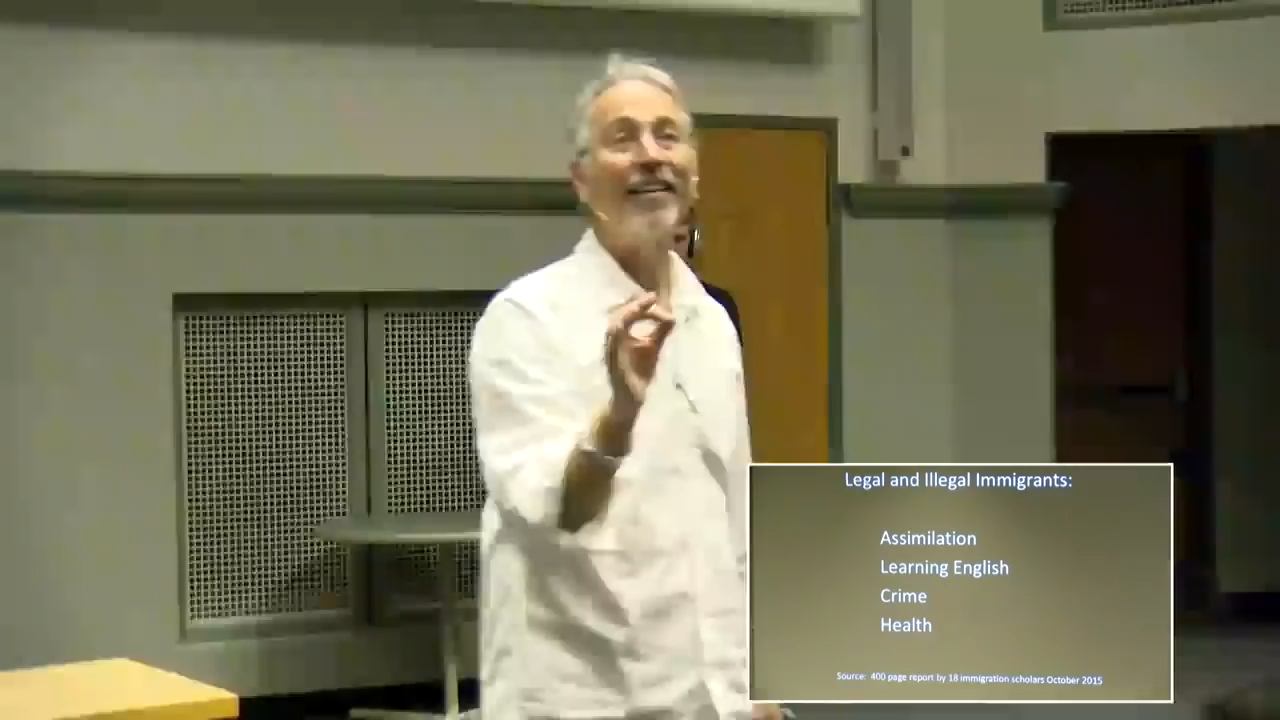 Legal and Illegal Immigrants:
Assimilation
Learning English
Crime
Health
Source: 400 page report by 18 immigration scholars October 2015